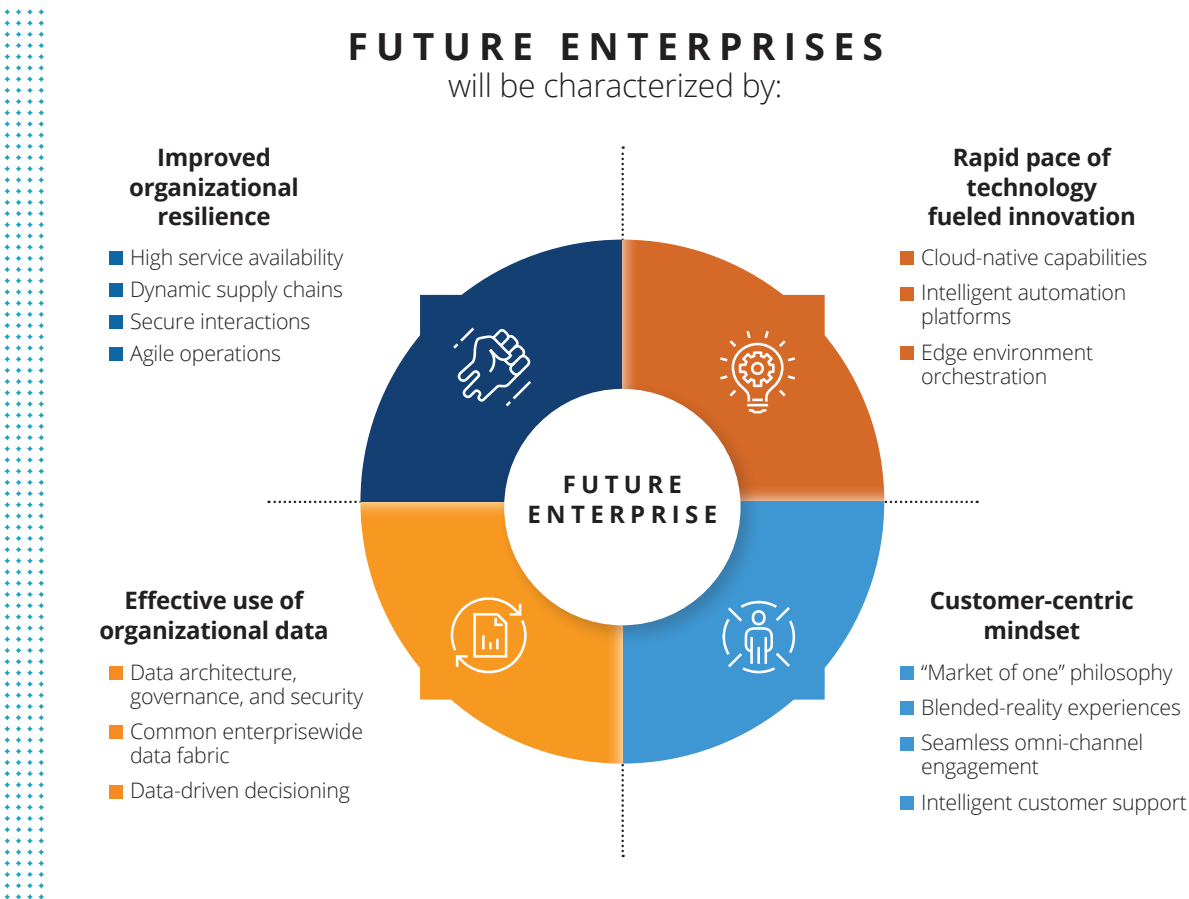 FUTURE ENTERPRISES
will be characterized by:
Improved
organizational
resilience
High service availability
Dynamic supply chains
Secure interactions
Agile operations
Rapid pace of
technology
fueled innovation
Cloud-native capabilities
Intelligent automation
platforms
Edge environment
orchestration
FUTURE
ENTERPRISE
Effective use of
organizational data
Data architecture,
governance, and security
Common enterprisewide
data fabric
Data-driven decisioning
Customer-centric
mindset
“Market of one” philosophy
Blended-reality experiences
Seamless omni-channel
engagement
Intelligent customer support